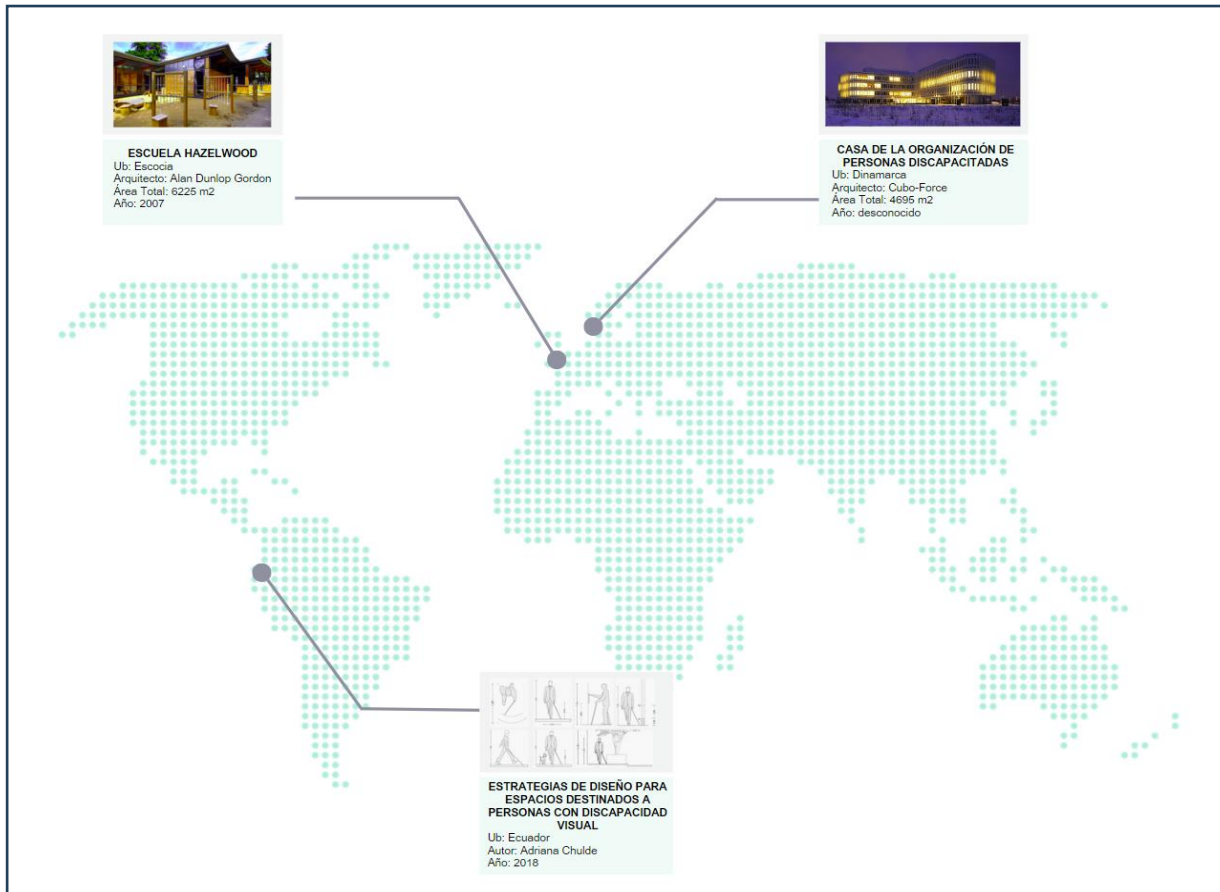 ESCUELA HAZELWOOD
Ub: Escocia
Arquitecto: Alan Dunlop Gordon
Área Total: 6225 m2
Año: 2007
CASA DE LA ORGANIZACIÓN DE
PERSONAS DISCAPACITADAS
Ub: Dinamarca
Arquitecto: Cubo-Force
Área Total: 4695 m2
Año: desconocido
ESTRATEGIAS DE DISEÑO PARA
ESPACIOS DESTINADOS A
PERSONAS CON DISCAPACIDAD
VISUAL
Ub: Ecuador
Autor: Adriana Chulde
Año: 2018